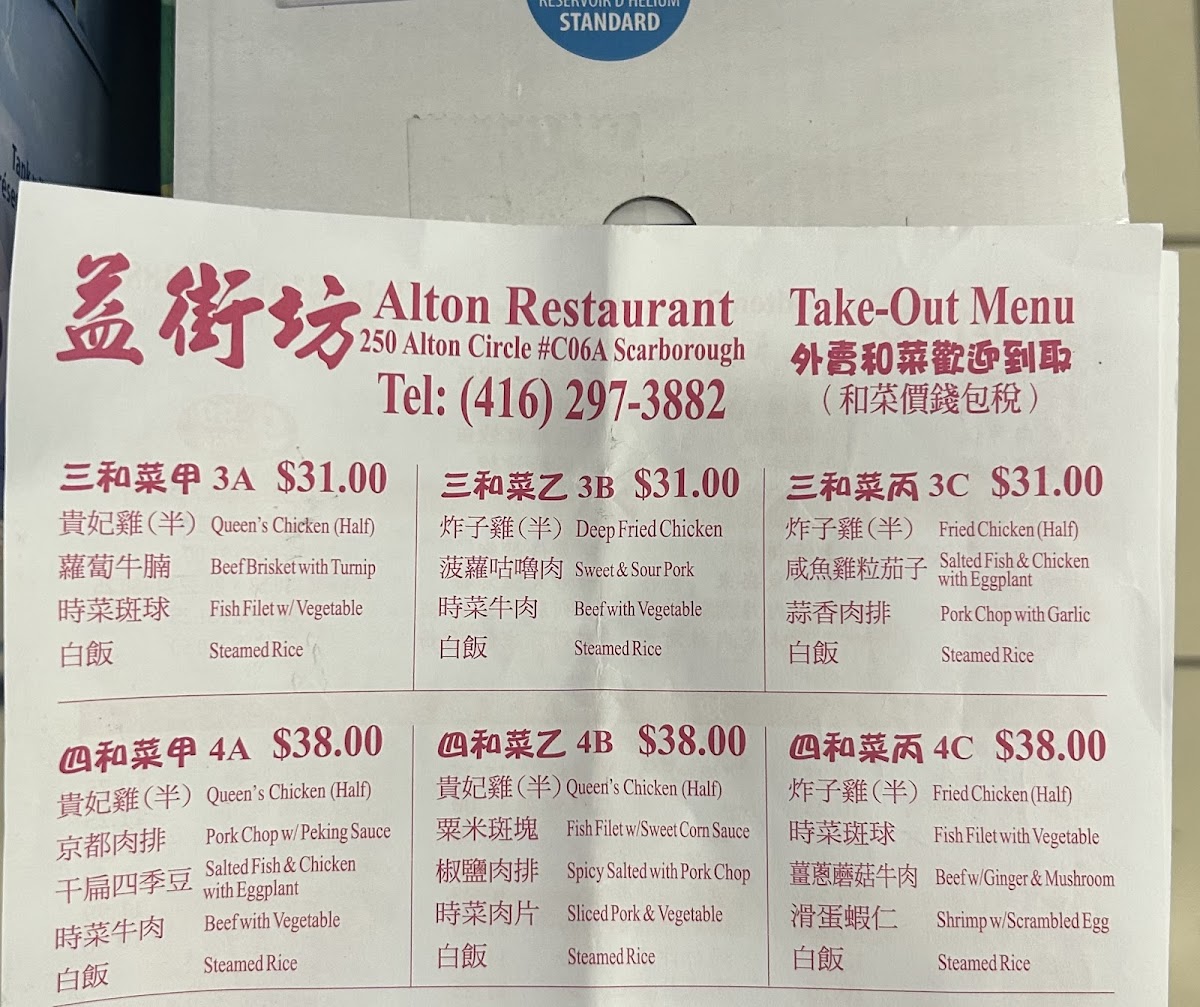 RÉSERVOIR D'HÉLIUM
STANDARD
益街坊 Alton Restaurant
250 Alton Circle #C06A Scarborough
Tel: (416) 297-3882
Take-Out Menu
外賣和菜歡迎到取
(和菜價錢包稅)
三和菜甲 3A $31.00
貴妃雞(半) Queen's Chicken (Half)
蘿蔔牛腩 Beef Brisket with Turnip
時菜斑球 Fish Filet w/ Vegetable
白飯 Steamed Rice
三和菜乙 3B $31.00
炸子雞(半) Deep Fried Chicken
菠蘿咕嚕肉 Sweet & Sour Pork
時菜牛肉 Beef with Vegetable
白飯 Steamed Rice
三和菜丙 3C $31.00
炸子雞(半) Fried Chicken (Half)
咸魚雞粒茄子 Salted Fish & Chicken
with Eggplant
蒜香肉排 Pork Chop with Garlic
白飯 Steamed Rice
四和菜甲 4A $38.00
貴妃雞(半) Queen's Chicken (Half)
京都肉排 Pork Chop w/ Peking Sauce
干扁四季豆 Salted Fish & Chicken
with Eggplant
時菜牛肉 Beef with Vegetable
白飯 Steamed Rice
四和菜乙 4B $38.00
貴妃雞(半) Queen's Chicken (Half)
粟米斑塊 Fish Filet w/Sweet Corn Sauce
椒鹽肉排 Spicy Salted with Pork Chop
時菜肉片 Sliced Pork & Vegetable
白飯 Steamed Rice
四和菜丙 4C $38.00
炸子雞(半) Fried Chicken (Half)
時菜斑球 Fish Filet with Vegetable
薑蔥蘑菇牛肉 Beef w/Ginger & Mushroom
滑蛋蝦仁 Shrimp w/Scrambled Egg
白飯 Steamed Rice